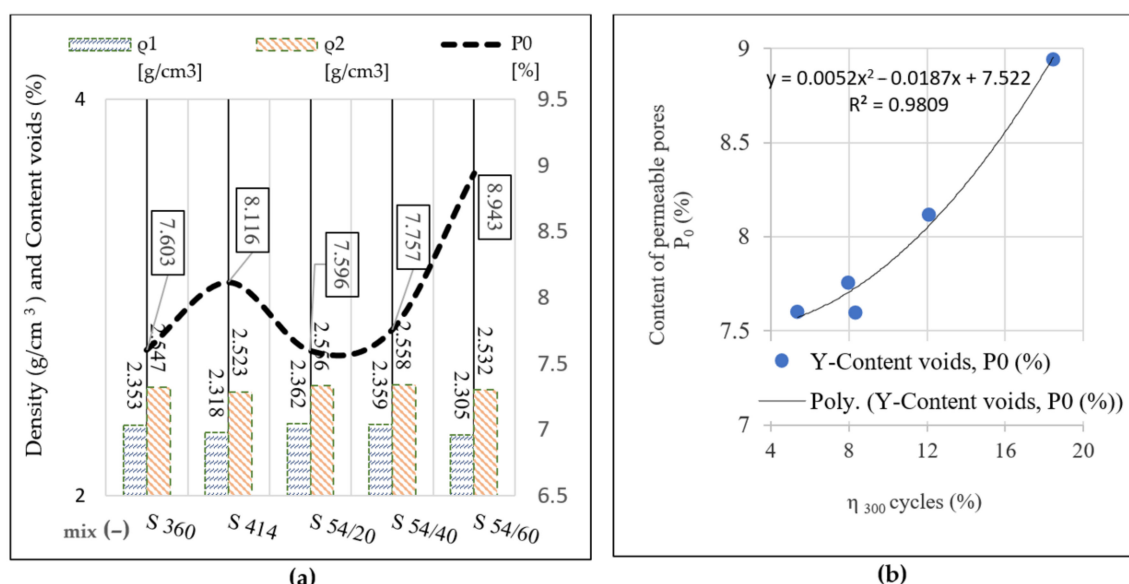 ρ1 [g/cm3]
ρ2 [g/cm3]
P0 [%]
Density (g/cm³) and Content voids (%)
4
2
9.5
9
8.5
8
7.5
7
6.5
7.603
8.116
7.596
7.757
8.943
2.353
2.547
2.318
2.523
2.362
2.359
2.558
2.305
2.532
mix (–)
S 360
S 414
S 54/20
S 54/40
S 54/60
(a)
y = 0.0052x² – 0.0187x + 7.522
R² = 0.9809
Content of permeable pores
P₀ (%)
9
8.5
8
7.5
7
Y-Content voids, P0 (%)
Poly. (Y-Content voids, P0 (%))
4
8
12
16
20
η ₃₀₀ cycles (%)
(b)